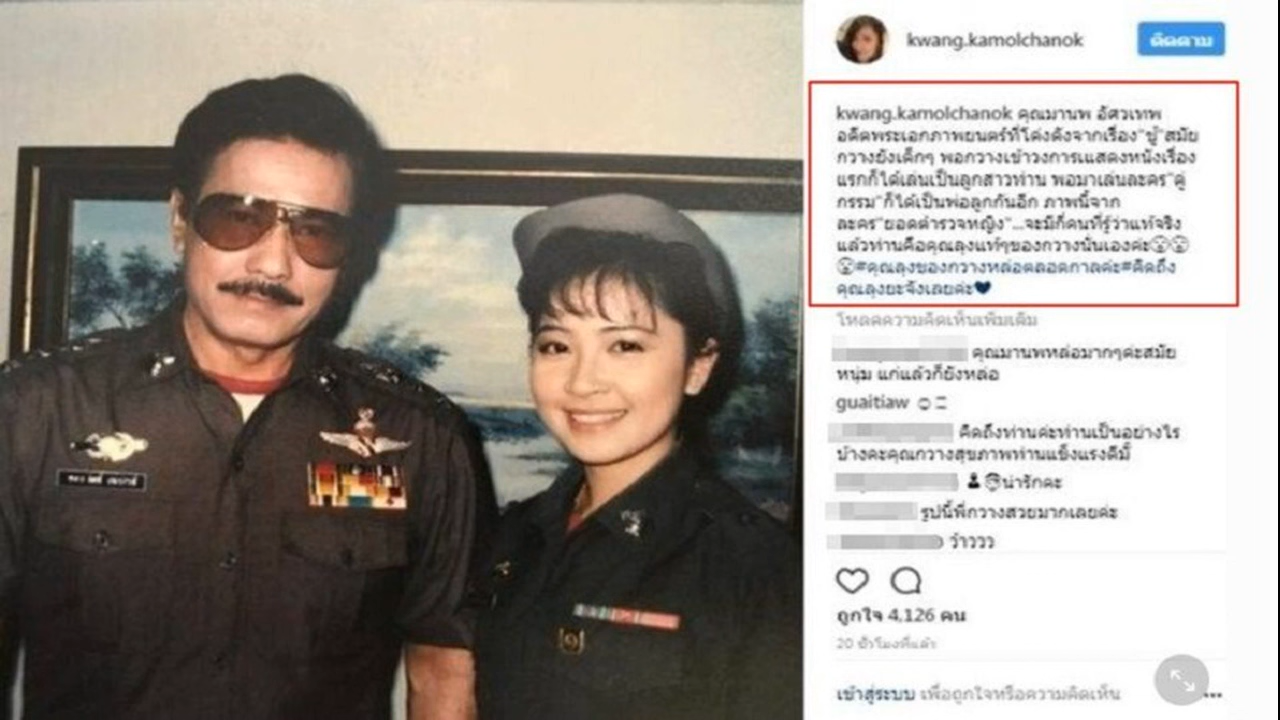 kwang.kamolchanok
ติดตาม
kwang.kamolchanok คุณมานพ อัศวเทพ
อดีตพระเอกภาพยนตร์ที่โด่งดังจากเรื่อง"ชู้"สมัย
กวางยังเด็กๆ พอกวางเข้าวงการแสดงหนังเรื่อง
แรกก็ได้เล่นเป็นลูกสาวท่าน พอมาเล่นละคร"คู่
กรรม"ก็ได้เป็นพ่อลูกกันอีก ภาพนี้จาก
ละคร"ยอดตำรวจหญิง"...จะมีกี่คนที่รู้ว่าแท้จริง
แล้วท่านคือคุณลุงแท้ๆของกวางนั่นเองค่ะ
#คุณลุงของกวางหล่อตลอดกาลค่ะ#คิดถึง
คุณลุงยะจังเลยค่ะ🖤
โหลดความคิดเห็นเพิ่มเติม
คุณมานพหล่อมากๆค่ะสมัย
หนุ่ม แก่แล้วก็ยังหล่อ
guaitiaw
คิดถึงท่านค่ะท่านเป็นอย่างไร
บ้างคะคุณกวางสุขภาพท่านแข็งแรงดีมั้
น่ารักคะ
รูปนี้พี่กวางสวยมากเลยค่ะ
ว้าววว
ถูกใจ 4,126 คน
20 ชั่วโมงที่แล้ว
เข้าสู่ระบบ เพื่อถูกใจหรือความคิดเห็น